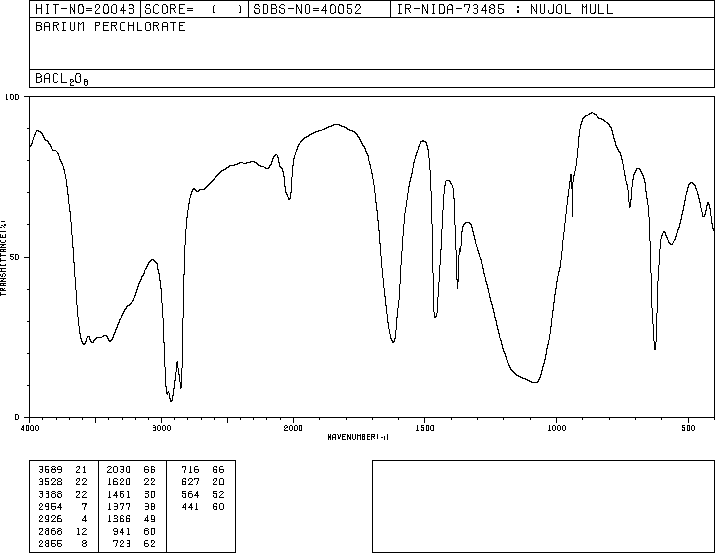 HIT-NO=20043 SCORE= ( ) SDBS-NO=40052 IR-NIDA-73485 : NUJOL MULL
BARIUM PERCHLORATE
BACL₂O₈
100
TRANSMITTANCE(%)
50
0
4000 3000 2000 1500 1000 500
WAVENUMBER(-1)
3589 21 2030 66 716 66
3528 22 1620 22 627 20
3388 22 1461 30 564 52
2954 7 1377 38 441 60
2926 4 1366 49
2868 12 941 60
2855 8 723 62